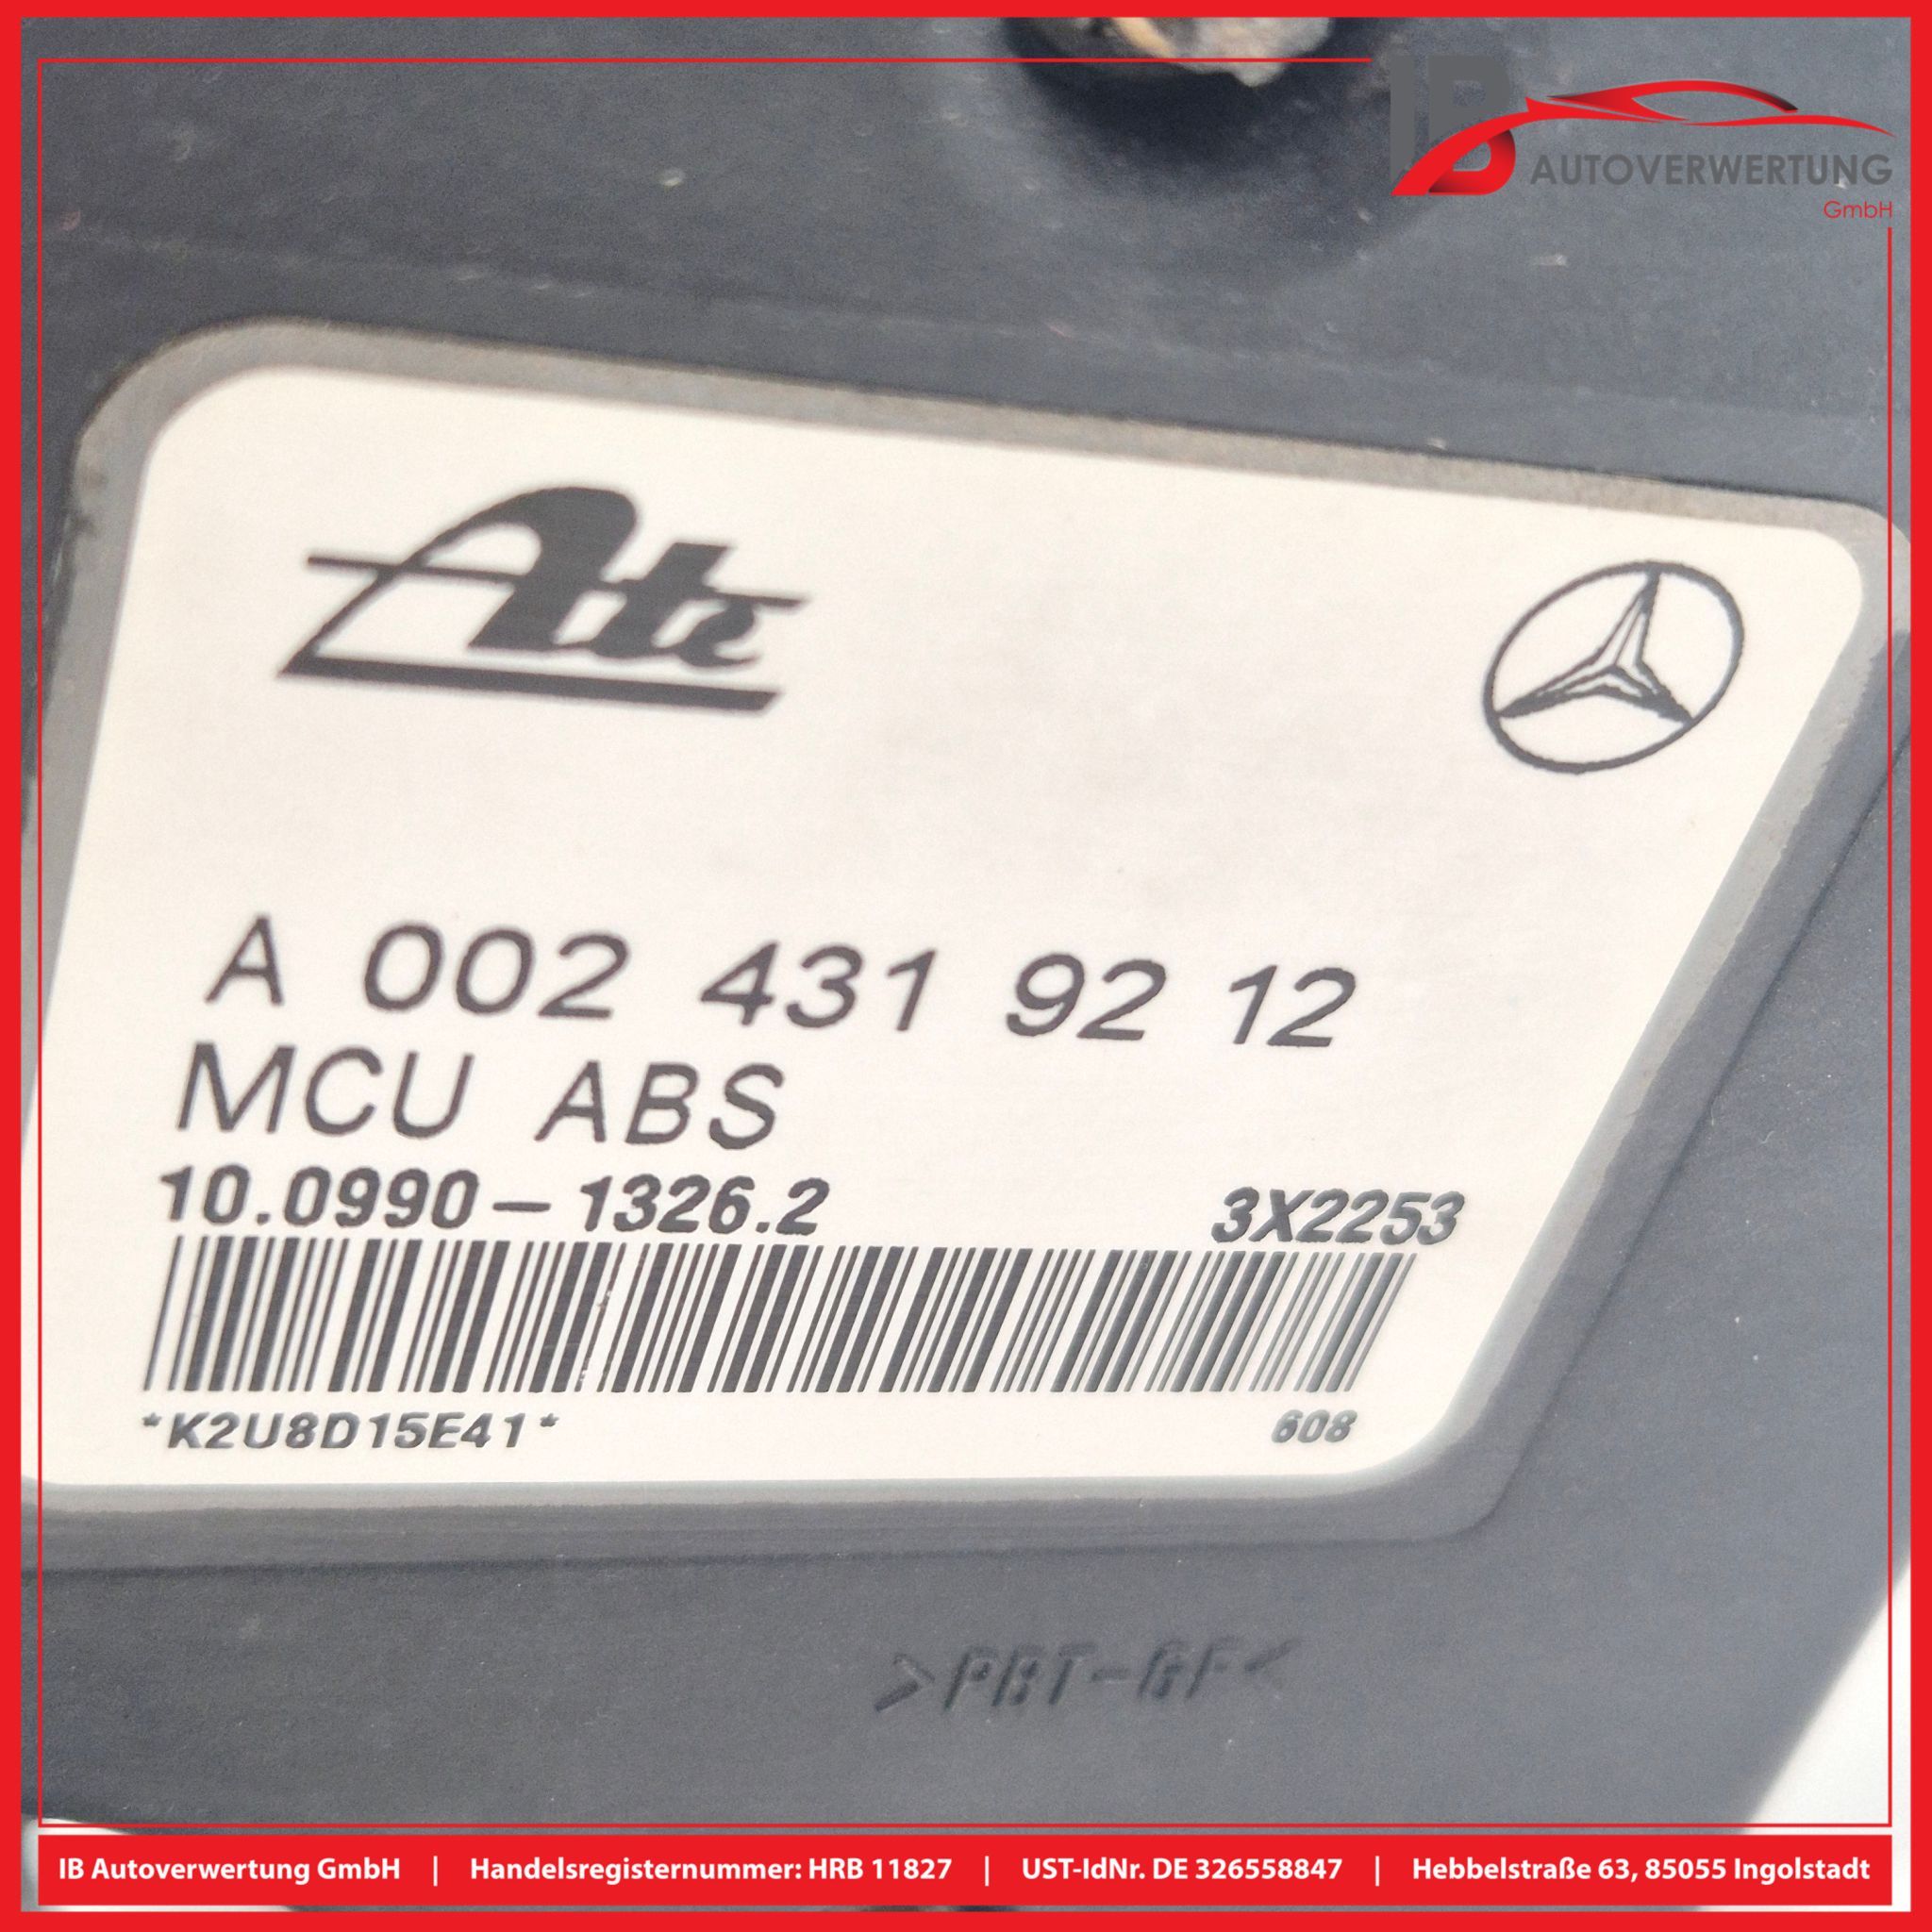 IB
AUTOVERWERTUNG
GmbH
Ate
A 002 431 92 12
MCU ABS
10.0990-1326.2 3X2253
*K2U8D15E41* 608
>PBT-GF<
IB Autoverwertung GmbH | Handelsregisternummer: HRB 11827 | UST-IdNr. DE 326558847 | Hebbelstraße 63, 85055 Ingolstadt